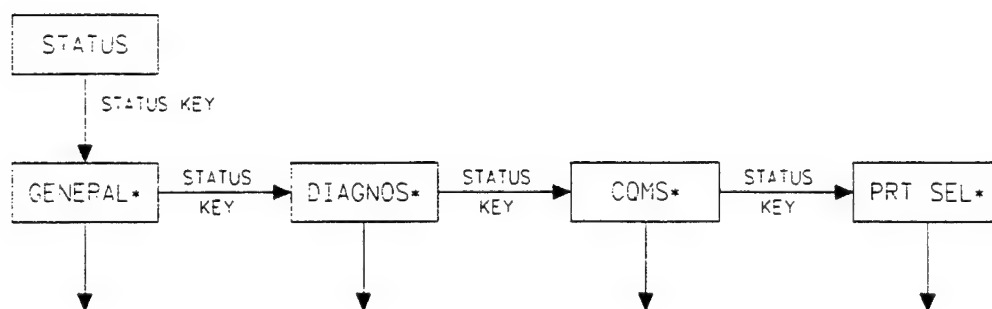 STATUS
STATUS KEY
GENERAL*
STATUS
KEY
DIAGNOS*
STATUS
KEY
COMS*
STATUS
KEY
PRT SEL*